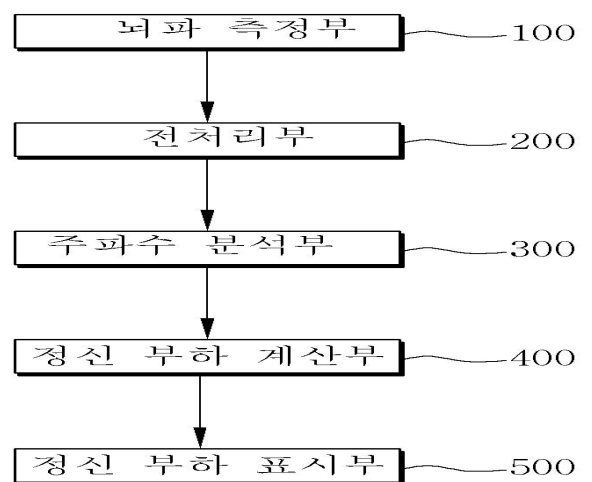 뇌파 측정부 100
전처리부 200
주파수 분석부 300
정신 부하 계산부 400
정신 부하 표시부 500